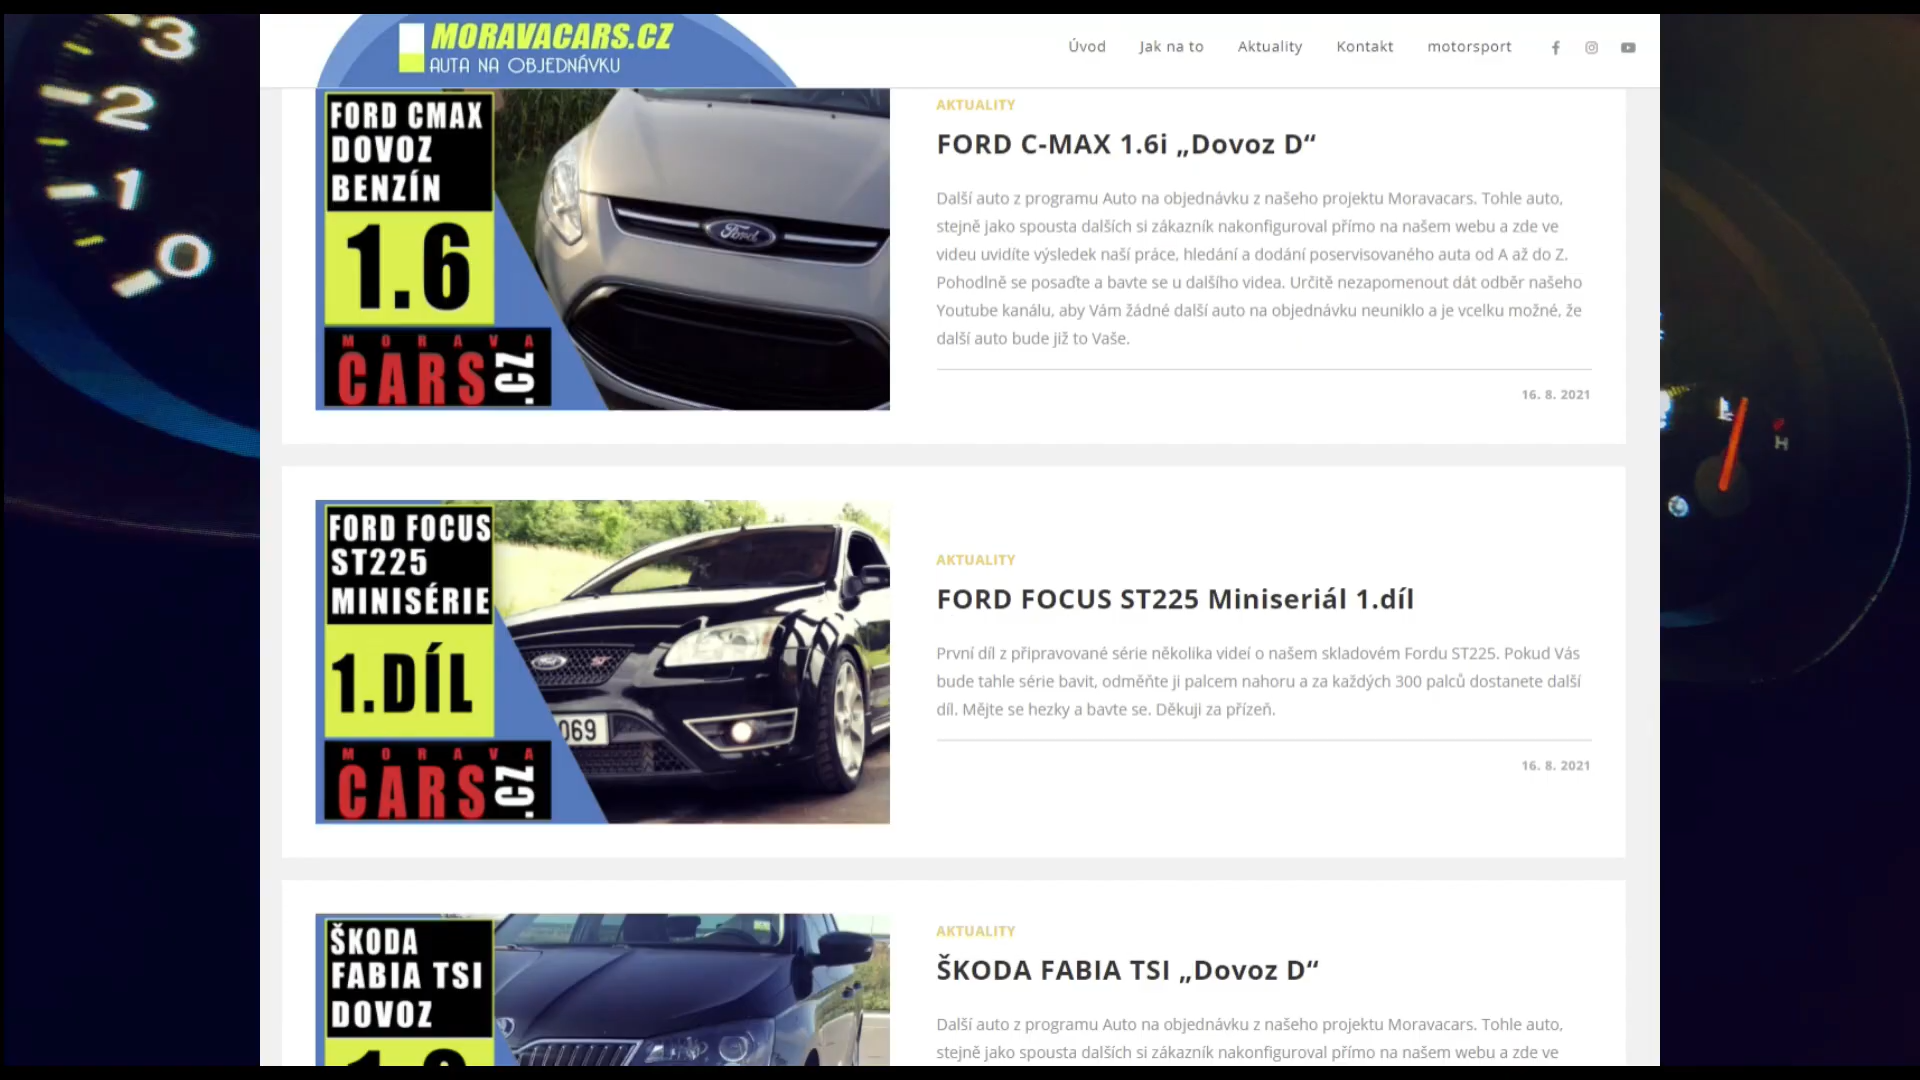 MORAVACARS.CZ
AUTA NA OBJEDNÁVKU
Úvod
Jak na to
Aktuality
Kontakt
motorsport
FORD CMAX
DOVOZ
BENZÍN
1.6
MORAVA
CARS.CZ
Ford
AKTUALITY
FORD C-MAX 1.6i „Dovoz D“
Další auto z programu Auto na objednávku z našeho projektu Moravacars. Tohle auto,
stejně jako spousta dalších si zákazník nakonfiguroval přímo na našem webu a zde ve
videu uvidíte výsledek naší práce, hledání a dodání poservisovaného auta od A až do Z.
Pohodlně se posaďte a bavte se u dalšího videa. Určitě nezapomenout dát odběr našeho
Youtube kanálu, aby Vám žádné další auto na objednávku neuniklo a je vcelku možné, že
další auto bude již to Vaše.
16. 8. 2021
FORD FOCUS
ST225
MINISÉRIE
1.DÍL
MORAVA
CARS.CZ
Ford
069
AKTUALITY
FORD FOCUS ST225 Miniseriál 1.díl
První díl z připravované série několika videí o našem skladovém Fordu ST225. Pokud Vás
bude tahle série bavit, odměňte ji palcem nahoru a za každých 300 palců dostanete další
díl. Mějte se hezky a bavte se. Děkuji za přízeň.
16. 8. 2021
ŠKODA
FABIA TSI
DOVOZ
AKTUALITY
ŠKODA FABIA TSI „Dovoz D“
Další auto z programu Auto na objednávku z našeho projektu Moravacars. Tohle auto,
stejně jako spousta dalších si zákazník nakonfiguroval přímo na našem webu a zde ve
3
2
1
0
H